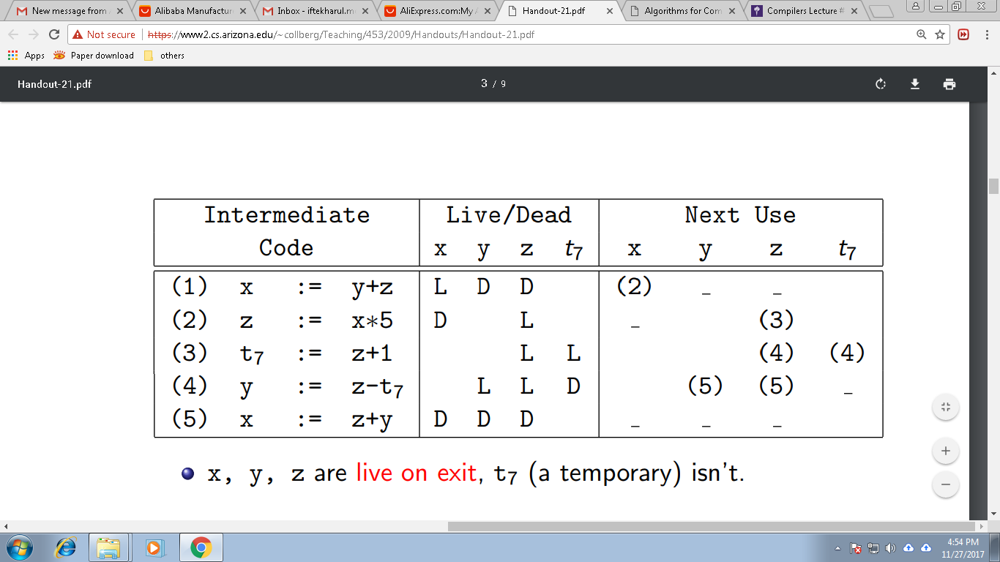 New message from
Alibaba Manufactur
Inbox - iftekharul.m
AliExpress.com:My A
Handout-21.pdf
Algorithms for Com
Compilers Lecture #
Not secure https://www2.cs.arizona.edu/~collberg/Teaching/453/2009/Handouts/Handout-21.pdf
Apps Paper download others
Handout-21.pdf 3 / 9
Intermediate Live/Dead Next Use
Code x y z t7 x y z t7
(1) x := y+z L D D (2) - -
(2) z := x*5 D L - (3)
(3) t7 := z+1 L L (4) (4)
(4) y := z-t7 L L D (5) (5) -
(5) x := z+y D D D - - -
x, y, z are live on exit, t7 (a temporary) isn't.
4:54 PM
11/27/2017